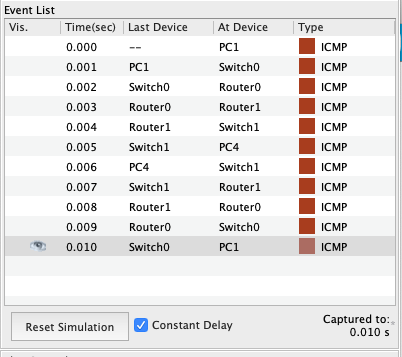 Event List
Vis. Time(sec) Last Device At Device Type
0.000 -- PC1 ICMP
0.001 PC1 Switch0 ICMP
0.002 Switch0 Router0 ICMP
0.003 Router0 Router1 ICMP
0.004 Router1 Switch1 ICMP
0.005 Switch1 PC4 ICMP
0.006 PC4 Switch1 ICMP
0.007 Switch1 Router1 ICMP
0.008 Router1 Router0 ICMP
0.009 Router0 Switch0 ICMP
0.010 Switch0 PC1 ICMP
Reset Simulation Constant Delay Captured to:
0.010 s